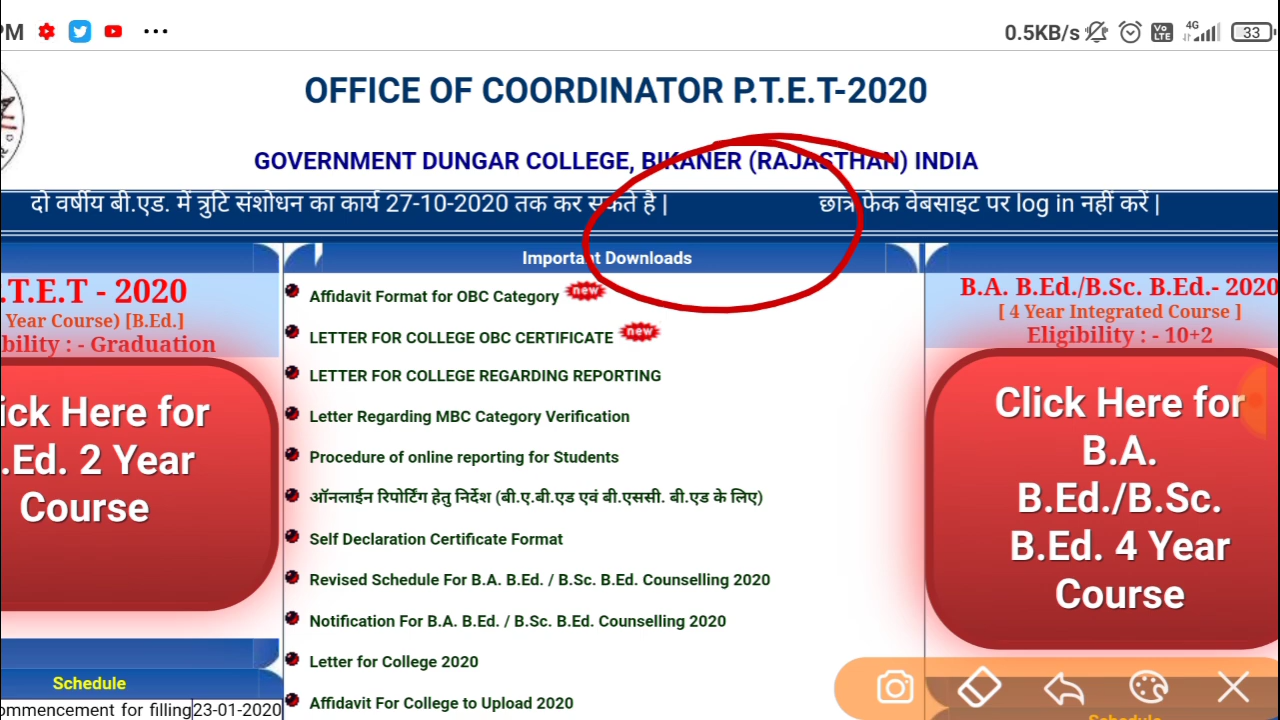 PM
0.5KB/s
Vo LTE
4G
33
OFFICE OF COORDINATOR P.T.E.T-2020
GOVERNMENT DUNGAR COLLEGE, BIKANER (RAJASTHAN) INDIA
दो वर्षीय बी.एड. में त्रुटि संशोधन का कार्य 27-10-2020 तक कर सकते है | छात्र फेक वेबसाइट पर log in नहीं करें |
.T.E.T - 2020
Year Course) [B.Ed.]
bility : - Graduation
ick Here for
.Ed. 2 Year
Course
Schedule
ommencement for filling 23-01-2020
Important Downloads
Affidavit Format for OBC Category new
LETTER FOR COLLEGE OBC CERTIFICATE new
LETTER FOR COLLEGE REGARDING REPORTING
Letter Regarding MBC Category Verification
Procedure of online reporting for Students
ऑनलाईन रिपोर्टिंग हेतु निर्देश (बी.ए.बी.एड एवं बी.एससी. बी.एड के लिए)
Self Declaration Certificate Format
Revised Schedule For B.A. B.Ed. / B.Sc. B.Ed. Counselling 2020
Notification For B.A. B.Ed. / B.Sc. B.Ed. Counselling 2020
Letter for College 2020
Affidavit For College to Upload 2020
B.A. B.Ed./B.Sc. B.Ed.- 2020
[ 4 Year Integrated Course ]
Eligibility : - 10+2
Click Here for
B.A.
B.Ed./B.Sc.
B.Ed. 4 Year
Course
Schedule